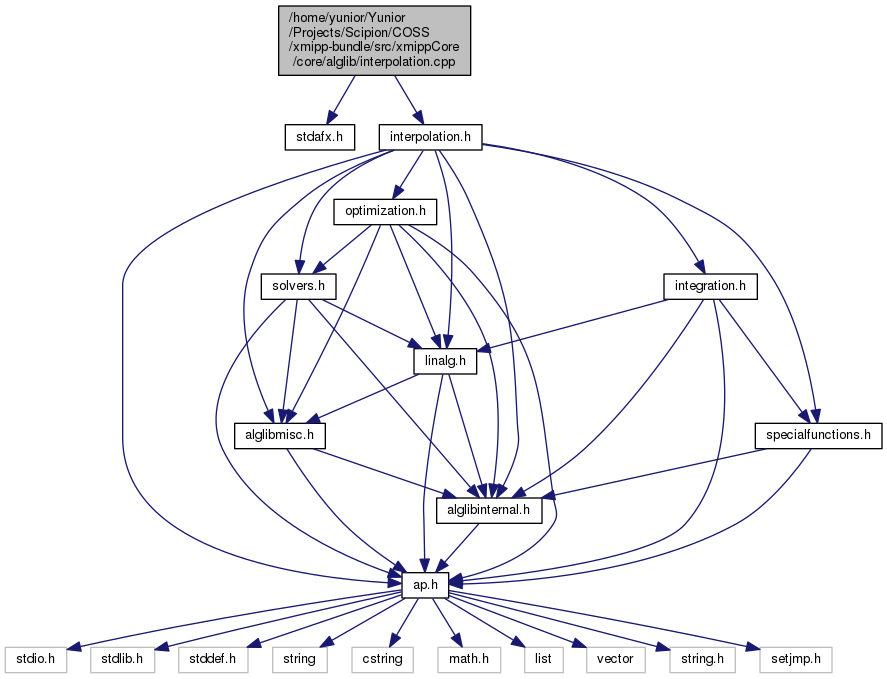 /home/yunior/Yunior
/Projects/Scipion/COSS
/xmipp-bundle/src/xmippCore
/core/alglib/interpolation.cpp
stdafx.h
interpolation.h
optimization.h
solvers.h
integration.h
linalg.h
alglibmisc.h
specialfunctions.h
alglibinternal.h
ap.h
stdio.h
stdlib.h
stddef.h
string
cstring
math.h
list
vector
string.h
setjmp.h